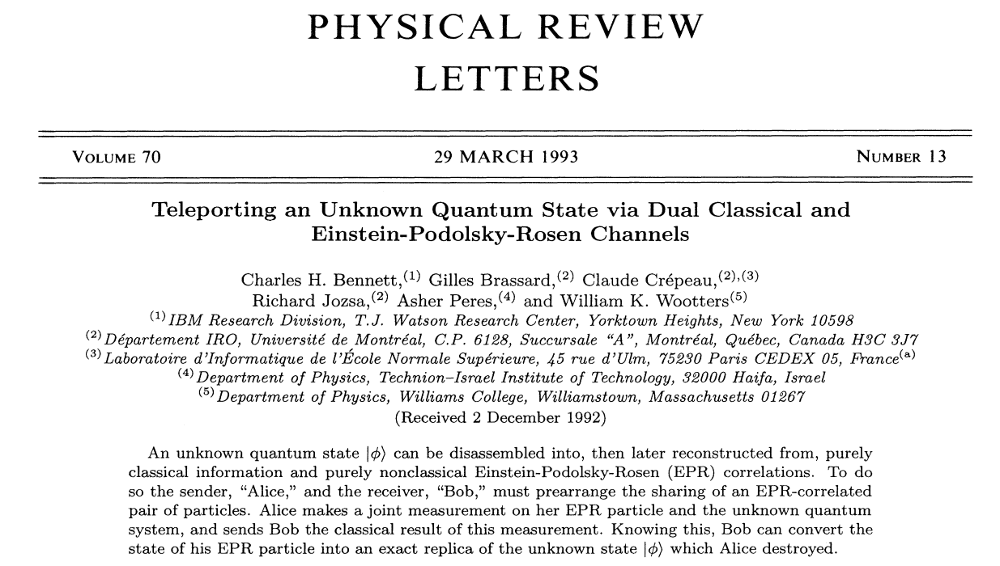 PHYSICAL REVIEW
LETTERS
VOLUME 70 29 MARCH 1993 NUMBER 13
Teleporting an Unknown Quantum State via Dual Classical and
Einstein-Podolsky-Rosen Channels
Charles H. Bennett,(1) Gilles Brassard,(2) Claude Crépeau,(2),(3)
Richard Jozsa,(2) Asher Peres,(4) and William K. Wootters(5)
(1) IBM Research Division, T.J. Watson Research Center, Yorktown Heights, New York 10598
(2) Département IRO, Université de Montréal, C.P. 6128, Succursale “A”, Montréal, Québec, Canada H3C 3J7
(3) Laboratoire d'Informatique de l'École Normale Supérieure, 45 rue d'Ulm, 75230 Paris CEDEX 05, France(a)
(4) Department of Physics, Technion–Israel Institute of Technology, 32000 Haifa, Israel
(5) Department of Physics, Williams College, Williamstown, Massachusetts 01267
(Received 2 December 1992)
An unknown quantum state |ϕ⟩ can be disassembled into, then later reconstructed from, purely
classical information and purely nonclassical Einstein-Podolsky-Rosen (EPR) correlations. To do
so the sender, “Alice,” and the receiver, “Bob,” must prearrange the sharing of an EPR-correlated
pair of particles. Alice makes a joint measurement on her EPR particle and the unknown quantum
system, and sends Bob the classical result of this measurement. Knowing this, Bob can convert the
state of his EPR particle into an exact replica of the unknown state |ϕ⟩ which Alice destroyed.